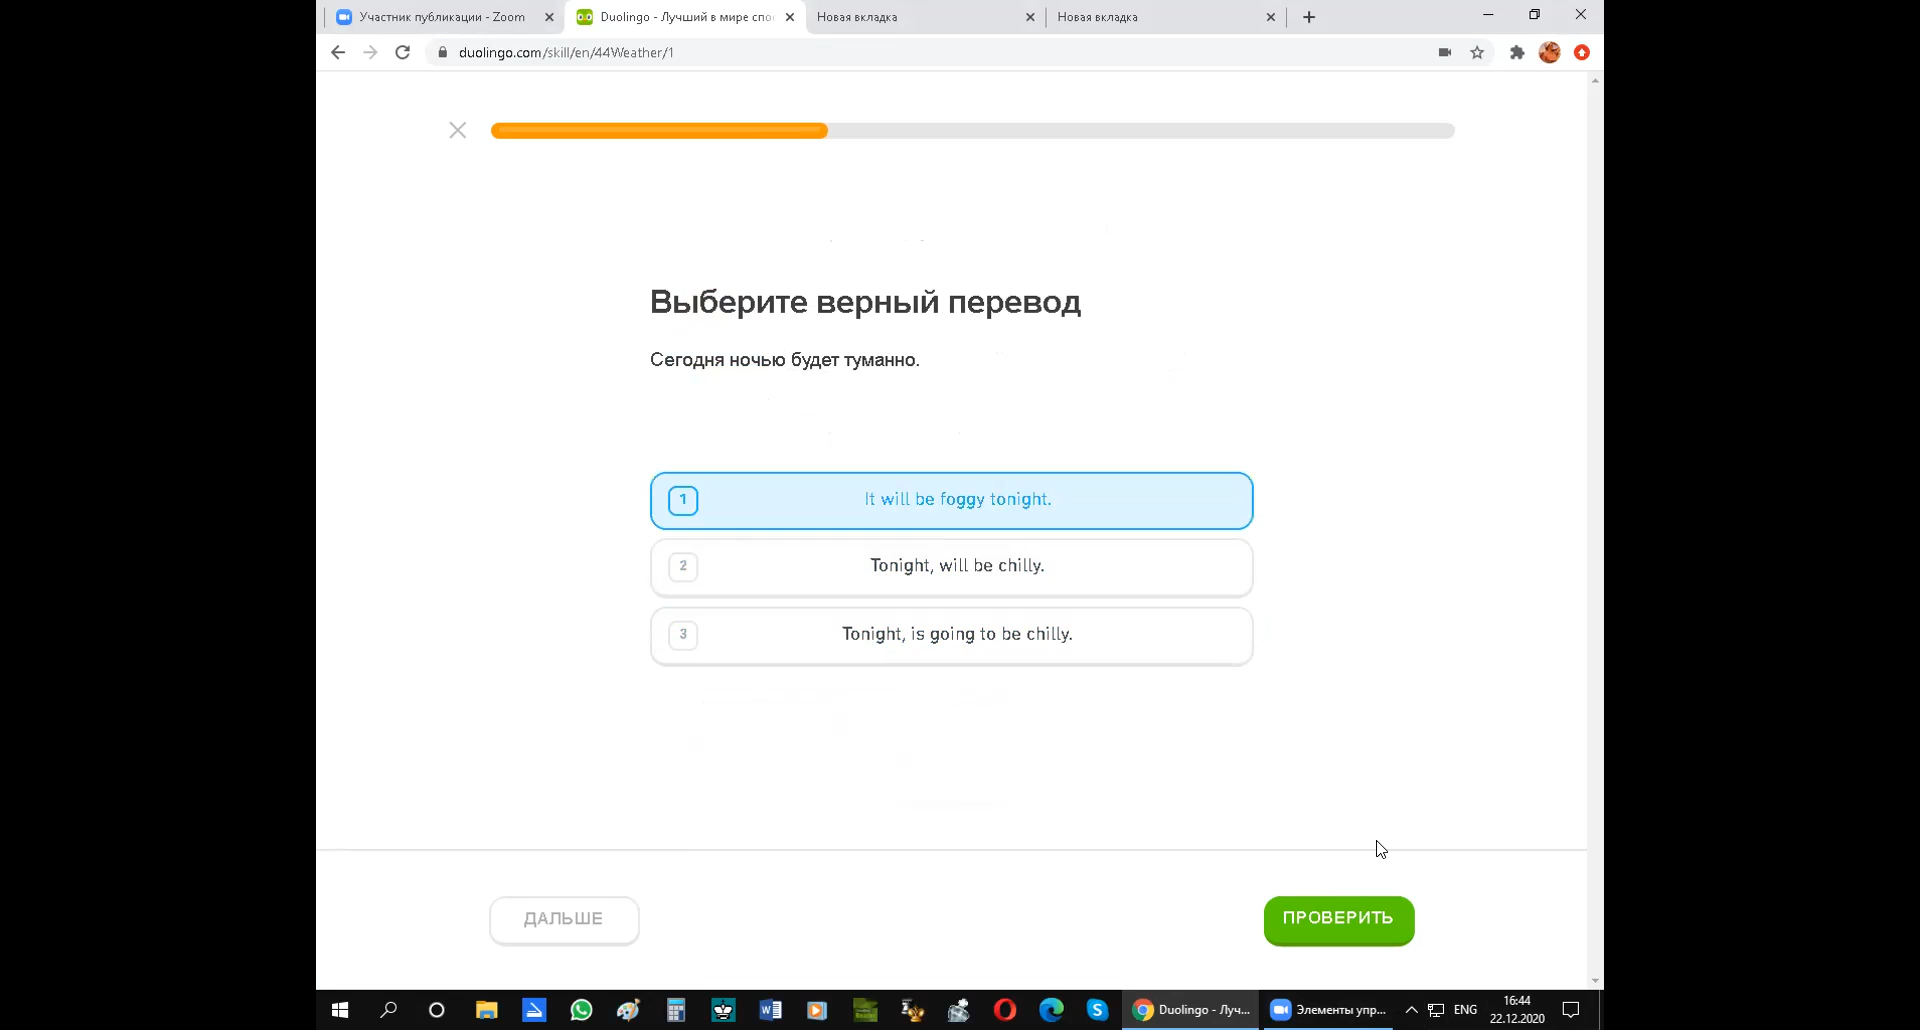 Участник публикации - Zoom
Duolingo - Лучший в мире спо
Новая вкладка
Новая вкладка
duolingo.com/skill/en/44Weather/1
Выберите верный перевод
Сегодня ночью будет туманно.
1 It will be foggy tonight.
2 Tonight, will be chilly.
3 Tonight, is going to be chilly.
ДАЛЬШЕ
ПРОВЕРИТЬ
Duolingo - Луч...
Элементы упр...
ENG
16:44
22.12.2020